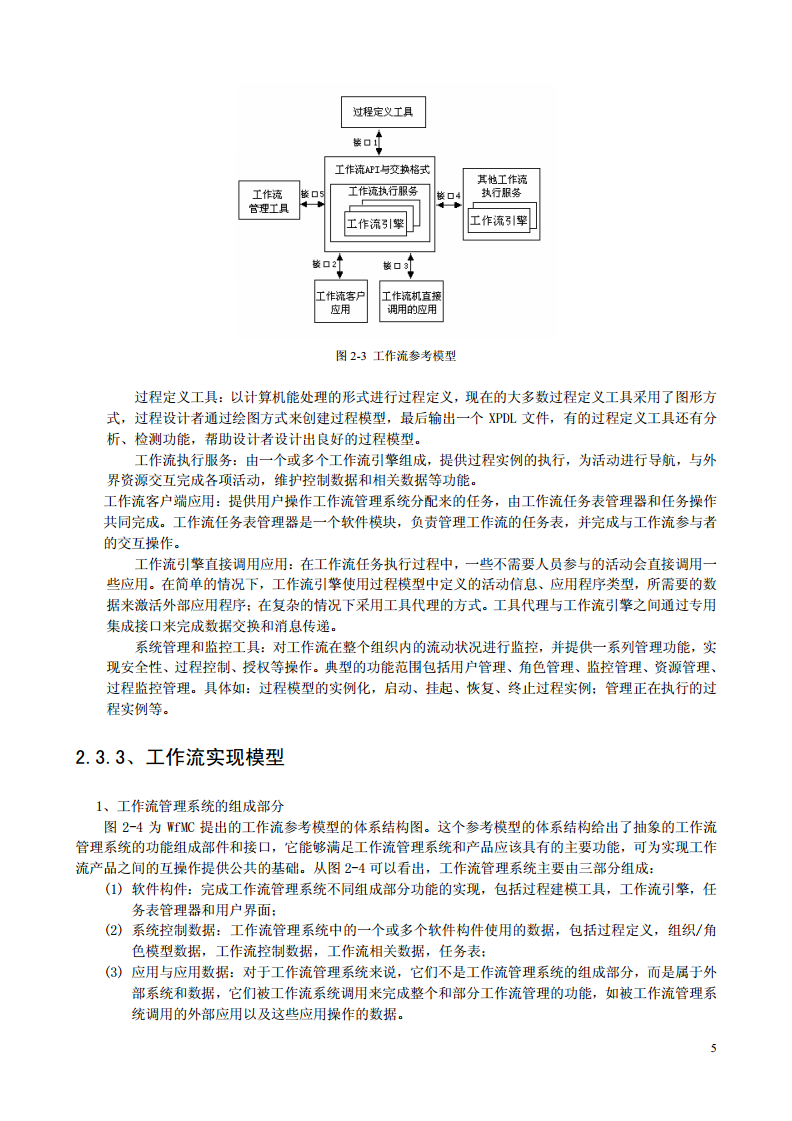 过程定义工具
接口1
工作流API与交换格式
工作流执行服务
工作流引擎
工作流
管理工具
接口5
接口4
其他工作流
执行服务
工作流引擎
接口2
接口3
工作流客户
应用
工作流机直接
调用的应用
图 2-3 工作流参考模型
过程定义工具：以计算机能处理的形式进行过程定义，现在的大多数过程定义工具采用了图形方
式，过程设计者通过绘图方式来创建过程模型，最后输出一个 XPDL 文件，有的过程定义工具还有分
析、检测功能，帮助设计者设计出良好的过程模型。
工作流执行服务：由一个或多个工作流引擎组成，提供过程实例的执行，为活动进行导航，与外
界资源交互完成各项活动，维护控制数据和相关数据等功能。
工作流客户端应用：提供用户操作工作流管理系统分配来的任务，由工作流任务表管理器和任务操作
共同完成。工作流任务表管理器是一个软件模块，负责管理工作流的任务表，并完成与工作流参与者
的交互操作。
工作流引擎直接调用应用：在工作流任务执行过程中，一些不需要人员参与的活动会直接调用一
些应用。在简单的情况下，工作流引擎使用过程模型中定义的活动信息、应用程序类型，所需要的数
据来激活外部应用程序；在复杂的情况下采用工具代理的方式。工具代理与工作流引擎之间通过专用
集成接口来完成数据交换和消息传递。
系统管理和监控工具：对工作流在整个组织内的流动状况进行监控，并提供一系列管理功能，实
现安全性、过程控制、授权等操作。典型的功能范围包括用户管理、角色管理、监控管理、资源管理、
过程监控管理。具体如：过程模型的实例化，启动、挂起、恢复、终止过程实例；管理正在执行的过
程实例等。
2.3.3、工作流实现模型
1、工作流管理系统的组成部分
图 2-4 为 WfMC 提出的工作流参考模型的体系结构图。这个参考模型的体系结构给出了抽象的工作流
管理系统的功能组成部件和接口，它能够满足工作流管理系统和产品应该具有的主要功能，可为实现工作
流产品之间的互操作提供公共的基础。从图 2-4 可以看出，工作流管理系统主要由三部分组成：
(1) 软件构件：完成工作流管理系统不同组成部分功能的实现，包括过程建模工具，工作流引擎，任
务表管理器和用户界面；
(2) 系统控制数据：工作流管理系统中的一个或多个软件构件使用的数据，包括过程定义，组织/角
色模型数据，工作流控制数据，工作流相关数据，任务表；
(3) 应用与应用数据：对于工作流管理系统来说，它们不是工作流管理系统的组成部分，而是属于外
部系统和数据，它们被工作流系统调用来完成整个和部分工作流管理的功能，如被工作流管理系
统调用的外部应用以及这些应用操作的数据。
5